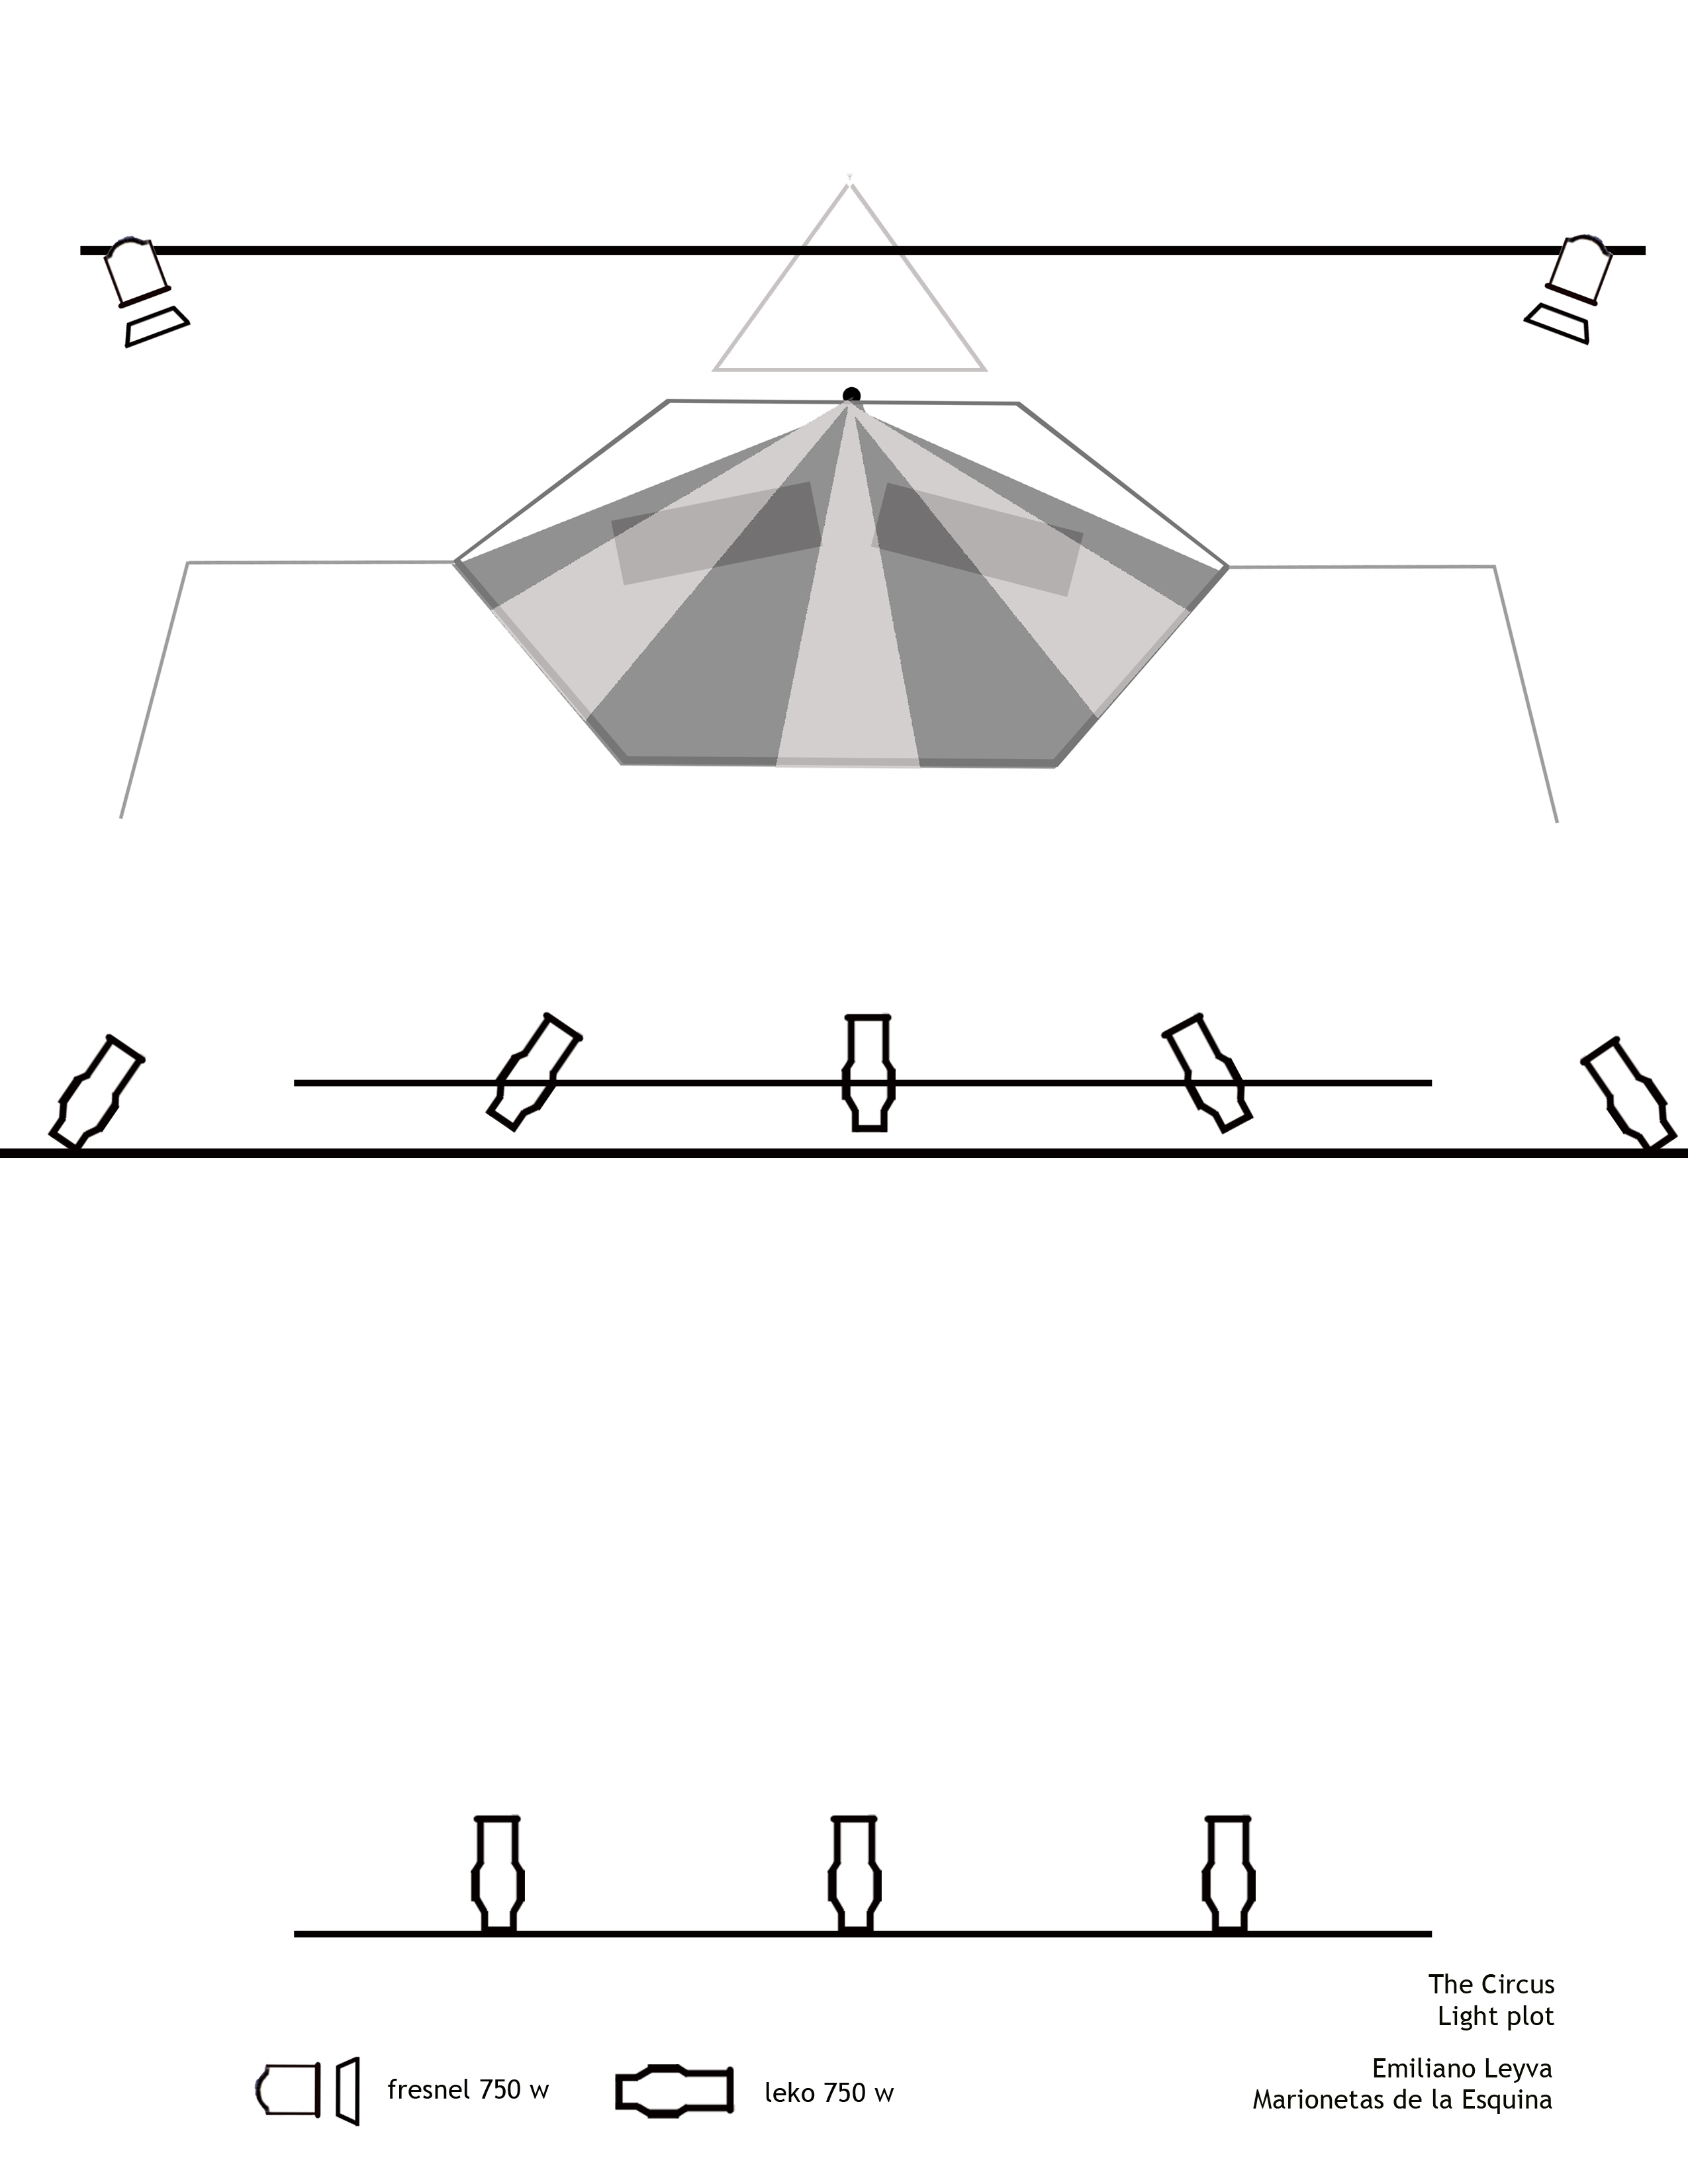 The Circus
Light plot
Emiliano Leyva
Marionetas de la Esquina
fresnel 750 w
leko 750 w